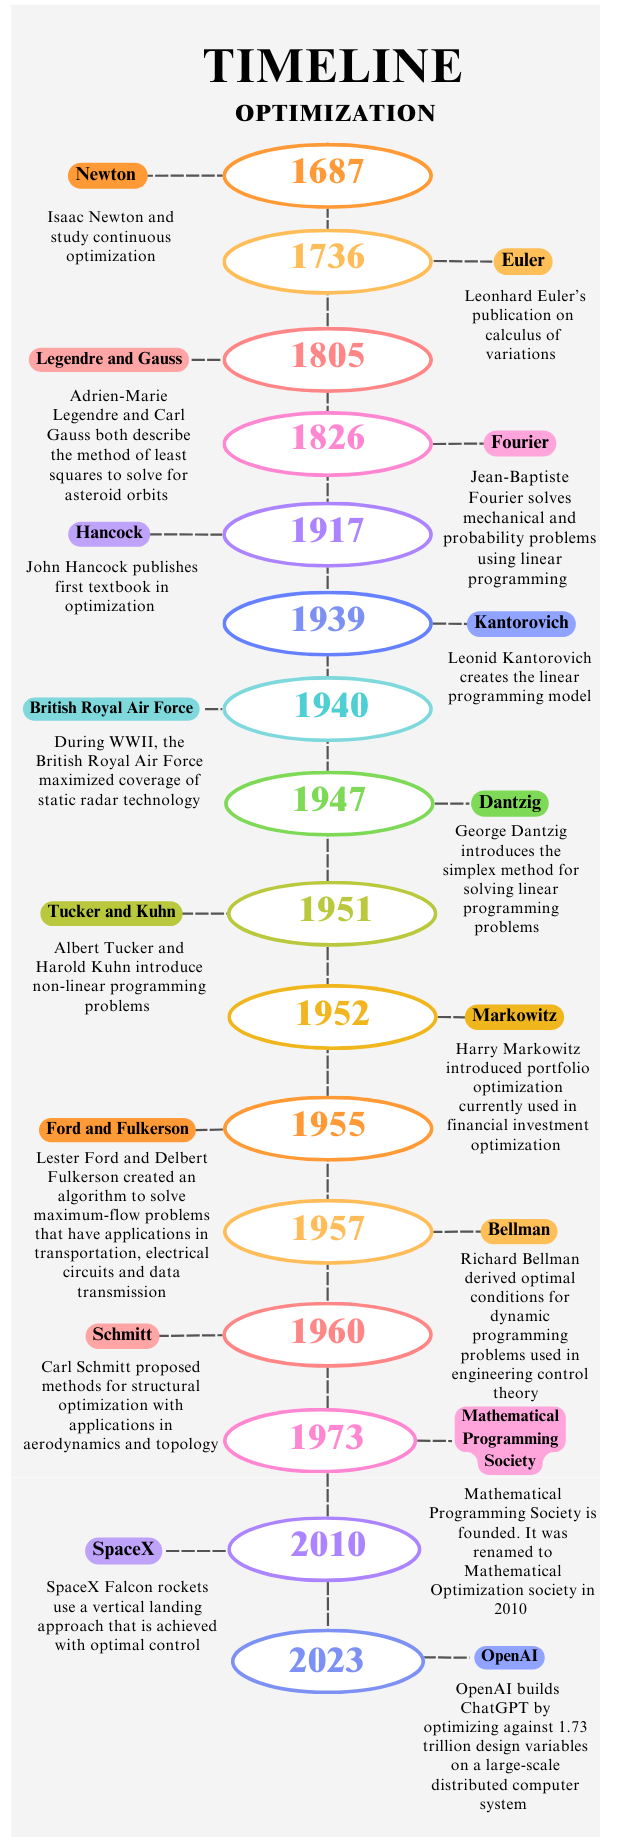 TIMELINE
OPTIMIZATION
Newton
1687
Isaac Newton and
study continuous
optimization
1736
Euler
Leonhard Euler's
publication on
calculus of
variations
Legendre and Gauss
1805
Adrien-Marie
Legendre and Carl
Gauss both describe
the method of least
squares to solve for
asteroid orbits
1826
Fourier
Jean-Baptiste
Fourier solves
mechanical and
probability problems
using linear
programming
Hancock
1917
John Hancock publishes
first textbook in
optimization
1939
Kantorovich
Leonid Kantorovich
creates the linear
programming model
British Royal Air Force
1940
During WWII, the
British Royal Air Force
maximized coverage of
static radar technology
1947
Dantzig
George Dantzig
introduces the
simplex method for
solving linear
programming
problems
Tucker and Kuhn
1951
Albert Tucker and
Harold Kuhn introduce
non-linear programming
problems
1952
Markowitz
Harry Markowitz
introduced portfolio
optimization
currently used in
financial investment
optimization
Ford and Fulkerson
1955
Lester Ford and Delbert
Fulkerson created an
algorithm to solve
maximum-flow problems
that have applications in
transportation, electrical
circuits and data
transmission
1957
Bellman
Richard Bellman
derived optimal
conditions for
dynamic
programming
problems used in
engineering control
theory
Schmitt
1960
Carl Schmitt proposed
methods for structural
optimization with
applications in
aerodynamics and topology
1973
Mathematical
Programming
Society
Mathematical
Programming Society is
founded. It was
renamed to
Mathematical
Optimization society in
2010
SpaceX
2010
SpaceX Falcon rockets
use a vertical landing
approach that is achieved
with optimal control
2023
OpenAI
OpenAI builds
ChatGPT by
optimizing against 1.73
trillion design variables
on a large-scale
distributed computer
system